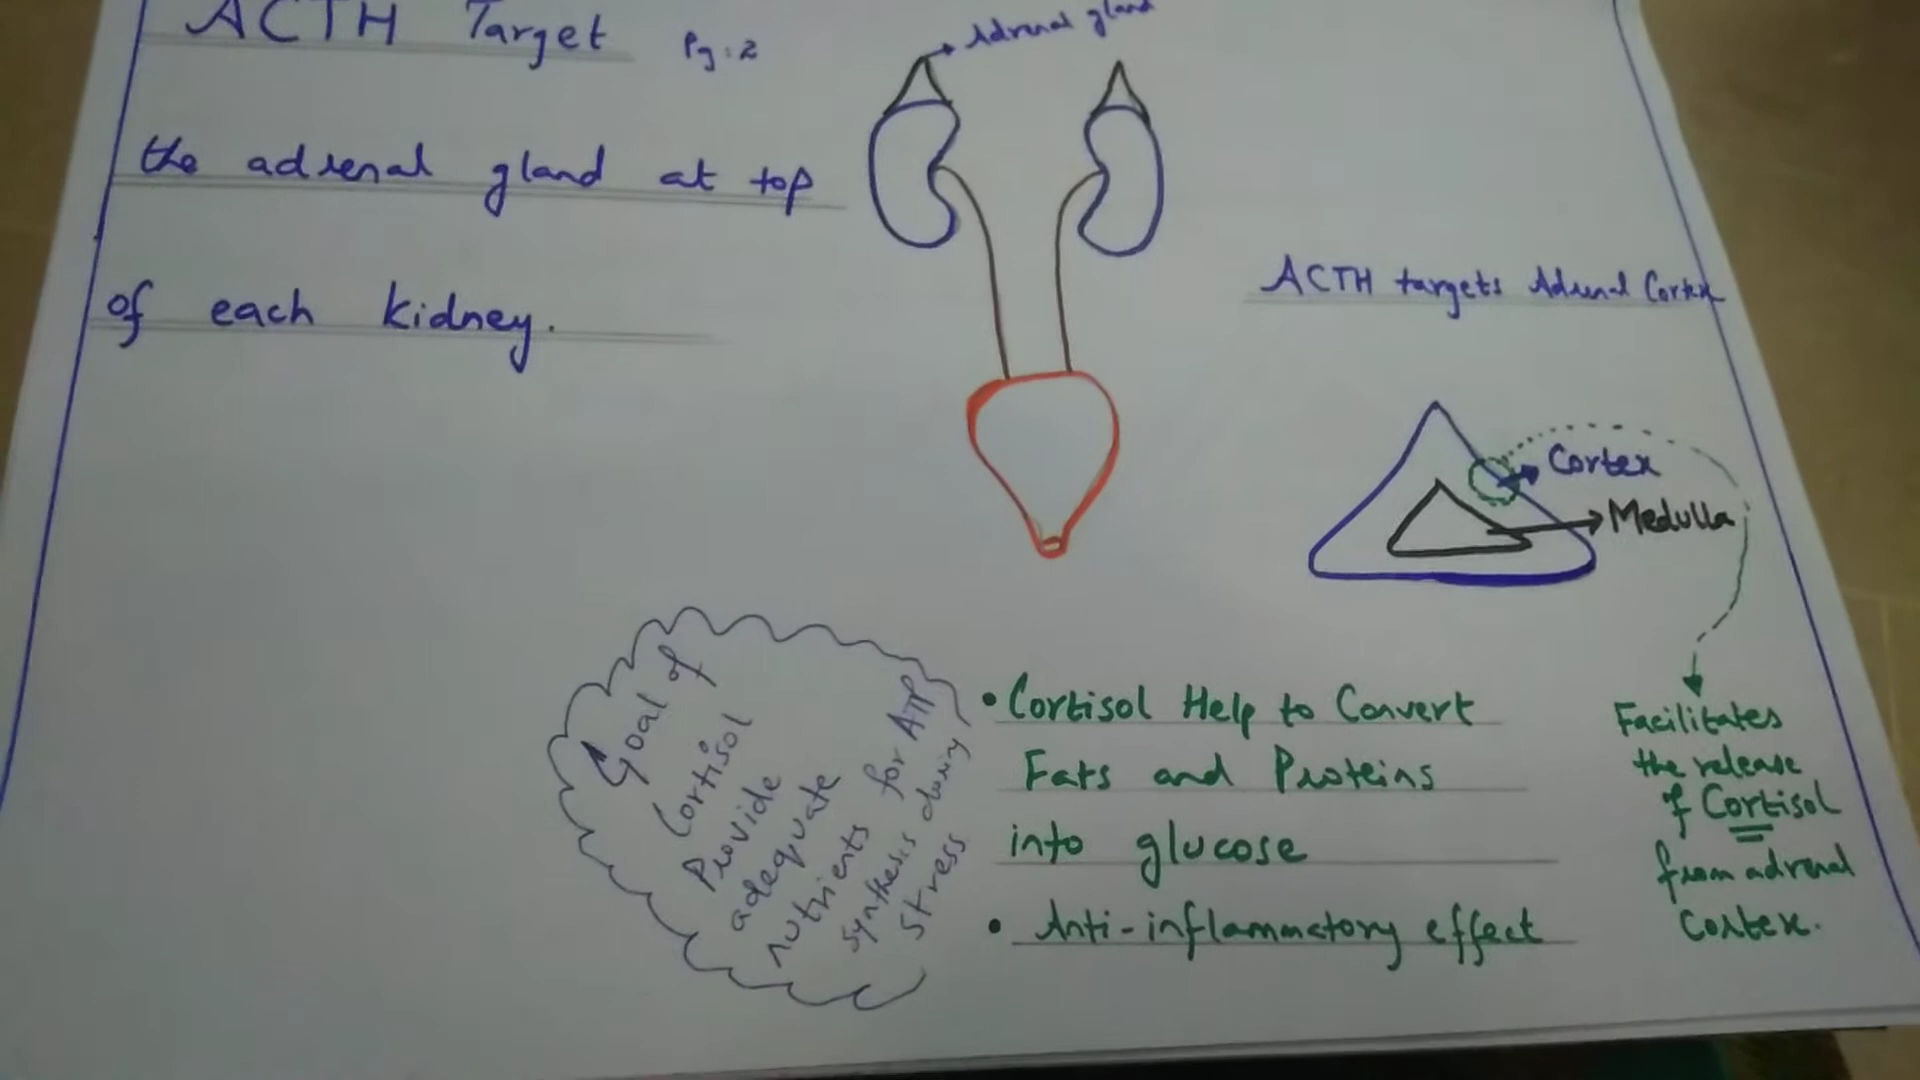 ACTH Target Pg: 2
the adrenal gland at top
of each kidney.
Adrenal gland
ACTH targets Adrenal Cortex
Cortex
Medulla
Facilitates
the release
of Cortisol
from adrenal
Cortex.
• Cortisol Help to Convert
Fats and Proteins
into glucose
• Anti-inflammatory effect
Goal of
Cortisol
Provide
adequate
nutrients for ATP
synthesis during
stress